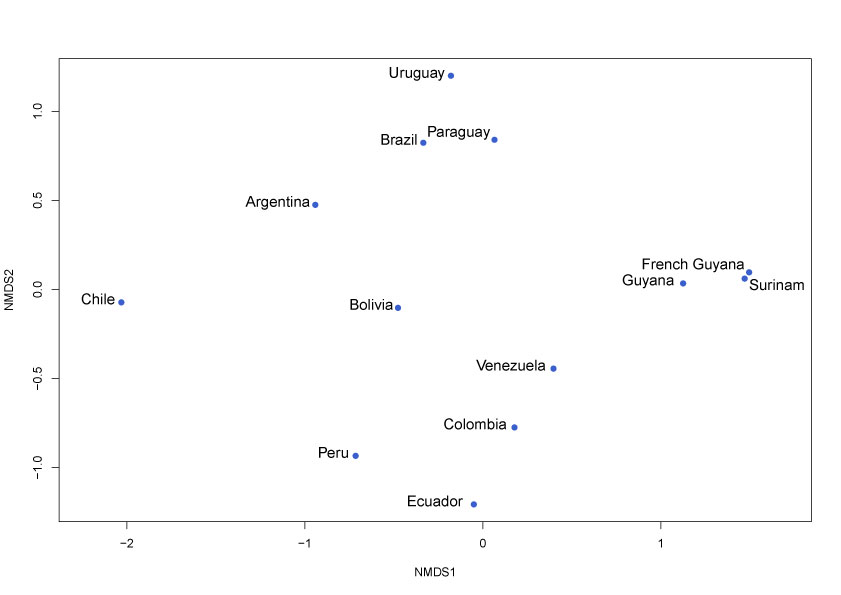 Uruguay
Brazil Paraguay
Argentina
French Guyana
Guyana
Surinam
Chile
Bolivia
Venezuela
Colombia
Peru
Ecuador
1.0
0.5
0.0
−0.5
−1.0
NMDS2
−2 −1 0 1
NMDS1